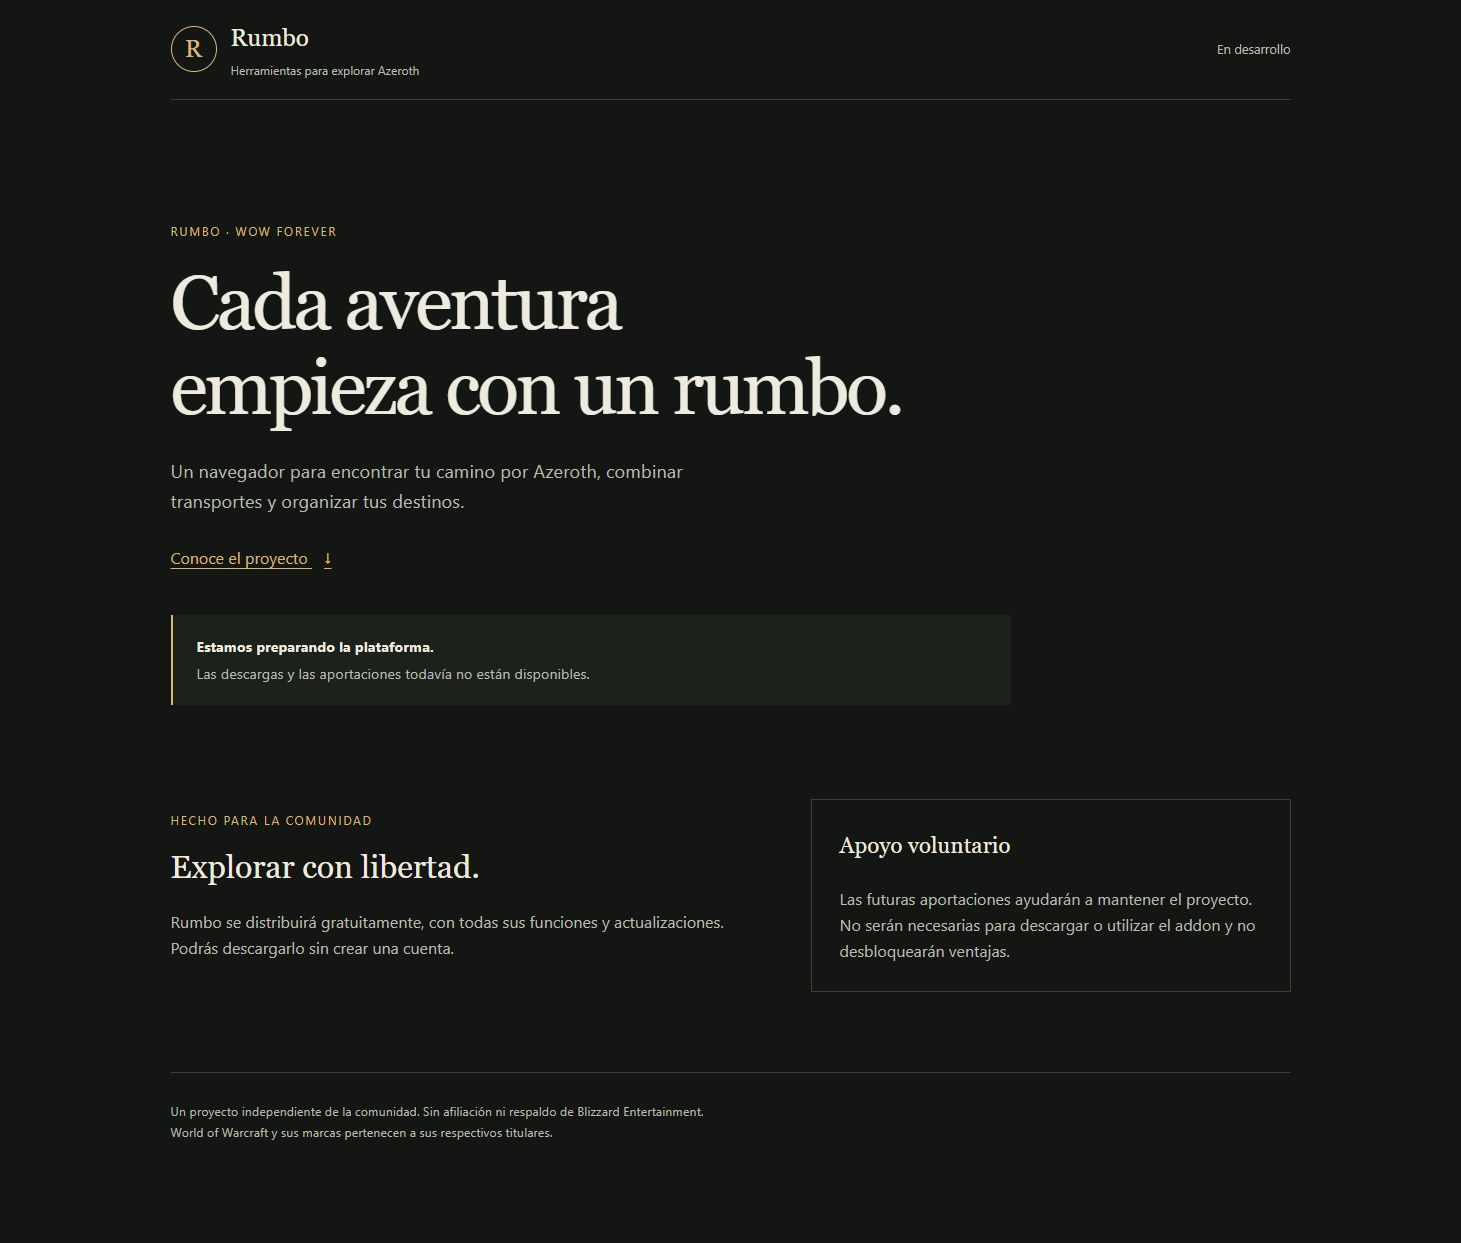 R
Rumbo
Herramientas para explorar Azeroth
En desarrollo
RUMBO · WOW FOREVER
Cada aventura
empieza con un rumbo.
Un navegador para encontrar tu camino por Azeroth, combinar
transportes y organizar tus destinos.
Conoce el proyecto ↓
Estamos preparando la plataforma.
Las descargas y las aportaciones todavía no están disponibles.
HECHO PARA LA COMUNIDAD
Explorar con libertad.
Rumbo se distribuirá gratuitamente, con todas sus funciones y actualizaciones.
Podrás descargarlo sin crear una cuenta.
Apoyo voluntario
Las futuras aportaciones ayudarán a mantener el proyecto.
No serán necesarias para descargar o utilizar el addon y no
desbloquearán ventajas.
Un proyecto independiente de la comunidad. Sin afiliación ni respaldo de Blizzard Entertainment.
World of Warcraft y sus marcas pertenecen a sus respectivos titulares.